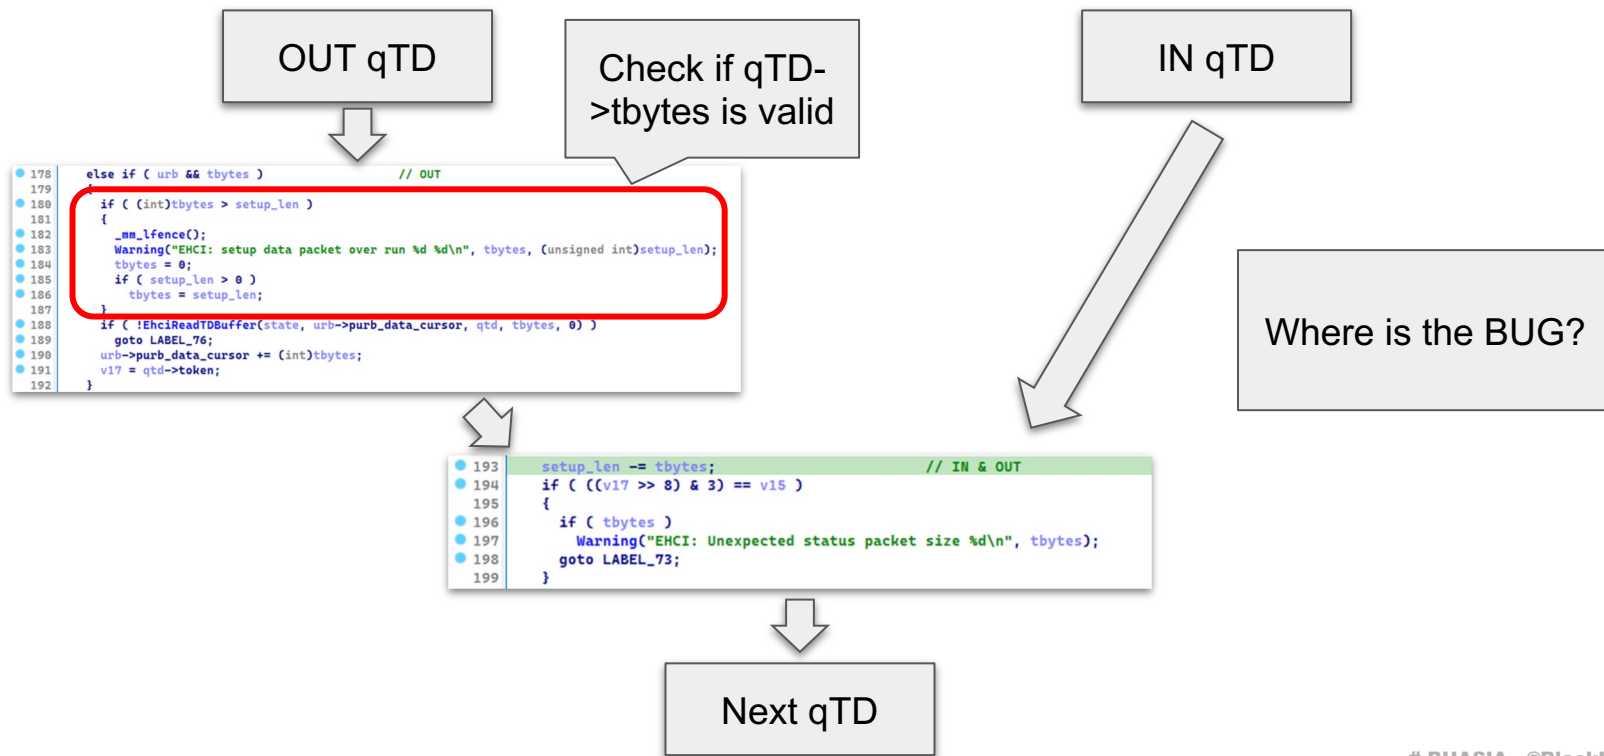 OUT qTD
Check if qTD-
>tbytes is valid
IN qTD
178 else if ( urb && tbytes ) // OUT
179 {
180 if ( (int)tbytes > setup_len )
181 {
182 _mm_lfence();
183 Warning("EHCI: setup data packet over run %d %d\n", tbytes, (unsigned int)setup_len);
184 tbytes = 0;
185 if ( setup_len > 0 )
186 tbytes = setup_len;
187 }
188 if ( !EhciReadTDBuffer(state, urb->purb_data_cursor, qtd, tbytes, 0) )
189 goto LABEL_76;
190 urb->purb_data_cursor += (int)tbytes;
191 v17 = qtd->token;
192 }
Where is the BUG?
193 setup_len -= tbytes; // IN & OUT
194 if ( ((v17 >> 8) & 3) == v15 )
195 {
196 if ( tbytes )
197 Warning("EHCI: Unexpected status packet size %d\n", tbytes);
198 goto LABEL_73;
199 }
Next qTD